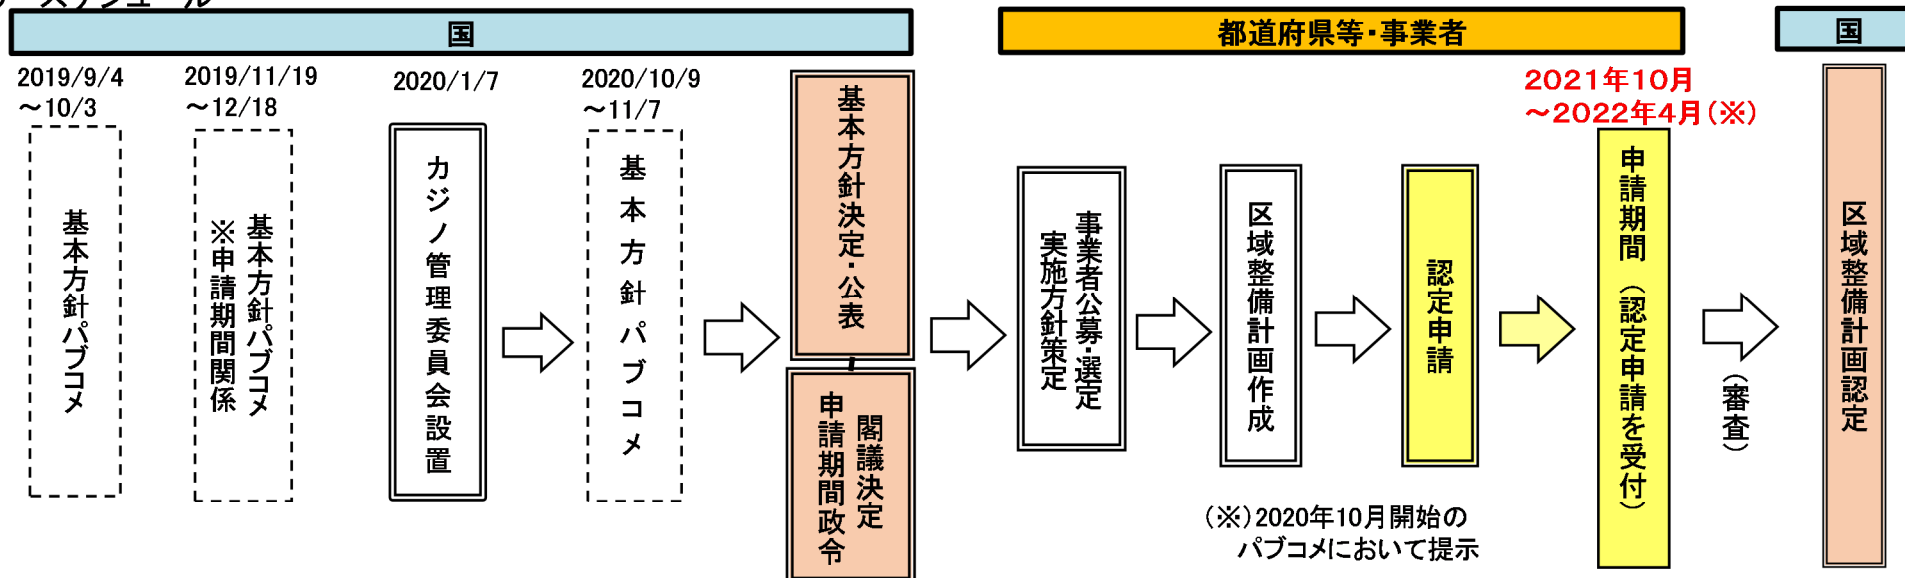 スケジュール
国
都道府県等・事業者
国
2019/9/4
～10/3
基本方針パブコメ
2019/11/19
～12/18
基本方針パブコメ
※申請期間関係
2020/1/7
カジノ管理委員会設置
2020/10/9
～11/7
基本方針パブコメ
基本方針決定・公表
閣議決定
申請期間政令
事業者公募・選定
実施方針策定
区域整備計画作成
認定申請
2021年10月
～2022年4月(※)
申請期間（認定申請を受付）
（審査）
区域整備計画認定
(※)2020年10月開始の
パブコメにおいて提示